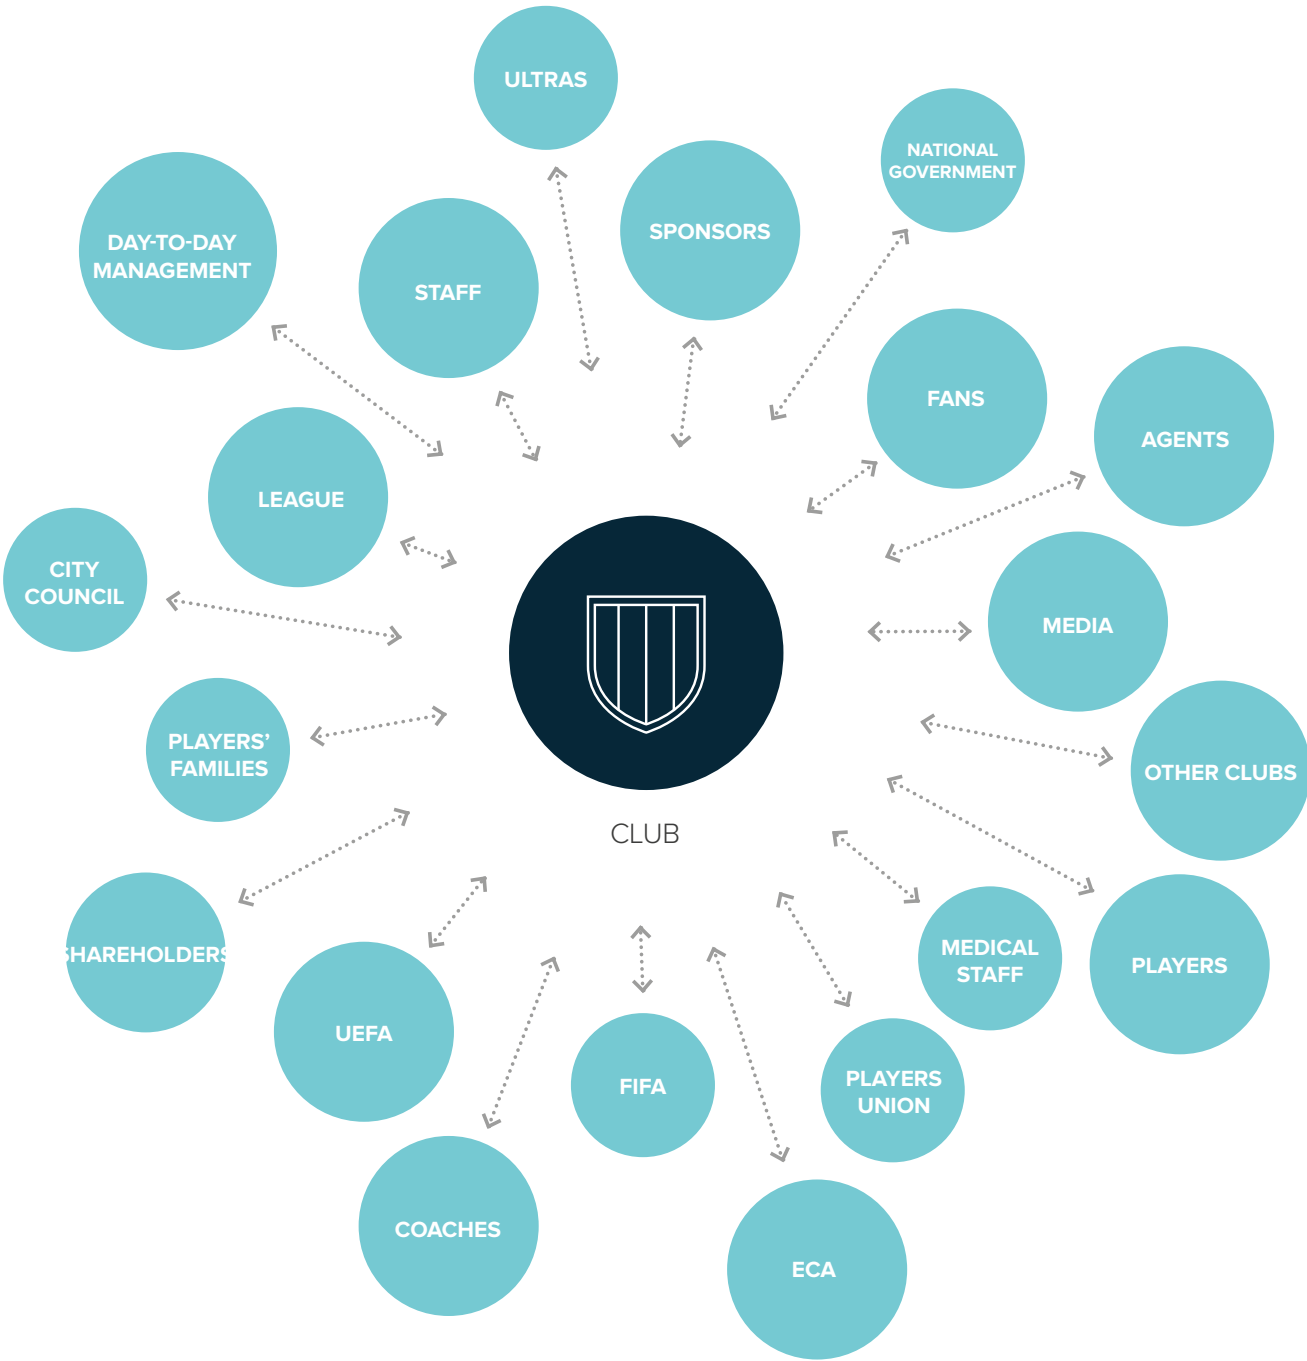 ULTRAS
NATIONAL
GOVERNMENT
SPONSORS
DAY-TO-DAY
MANAGEMENT
STAFF
FANS
AGENTS
LEAGUE
CITY
COUNCIL
MEDIA
PLAYERS’
FAMILIES
OTHER CLUBS
CLUB
SHAREHOLDERS
MEDICAL
STAFF
PLAYERS
UEFA
FIFA
PLAYERS
UNION
COACHES
ECA